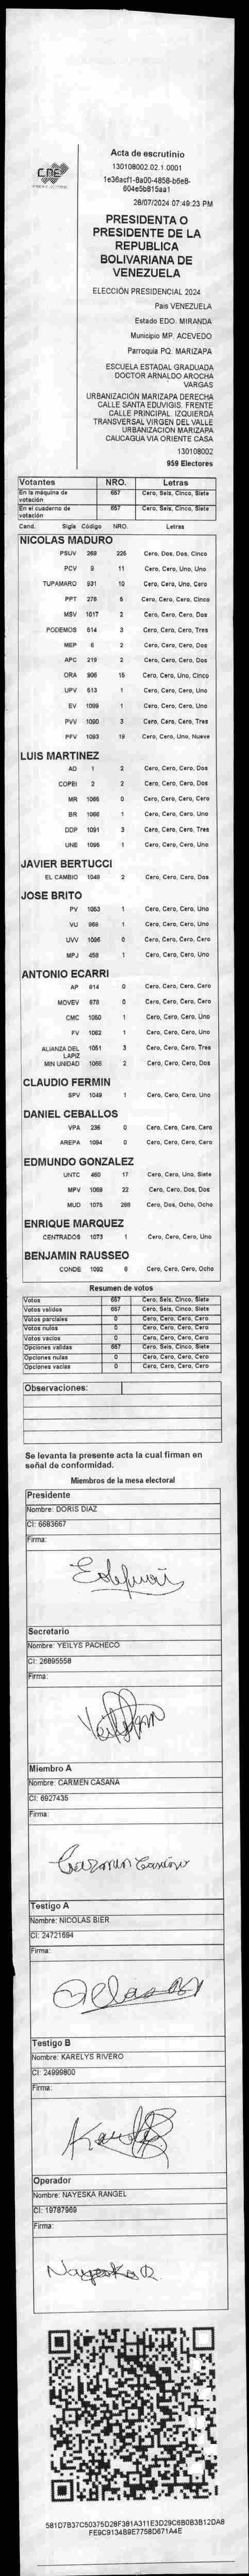 CNE
Acta de escrutinio
130108002.02.1.0001
1e36acf1-8a00-4858-b6e8-
604e5b815aa1
28/07/2024 07:49:23 PM
PRESIDENTA O
PRESIDENTE DE LA
REPUBLICA
BOLIVARIANA DE
VENEZUELA
ELECCIÓN PRESIDENCIAL 2024
Pais VENEZUELA
Estado EDO. MIRANDA
Municipio MP. ACEVEDO
Parroquia PQ. MARIZAPA
ESCUELA ESTADAL GRADUADA
DOCTOR ARNALDO AROCHA
VARGAS
URBANIZACIÓN MARIZAPA DERECHA
CALLE SANTA EDUVIGIS. FRENTE
CALLE PRINCIPAL. IZQUIERDA
TRANSVERSAL VIRGEN DEL VALLE
URBANIZACION MARIZAPA
CAUCAGUA VIA ORIENTE CASA
130108002
959 Electores
Votantes NRO. Letras
En la máquina de votación 657 Cero, Seis, Cinco, Siete
En el cuaderno de votación 657 Cero, Seis, Cinco, Siete
Cand. Sigla Código NRO. Letras
NICOLAS MADURO
PSUV 269 225 Cero, Dos, Dos, Cinco
PCV 9 11 Cero, Cero, Uno, Uno
TUPAMARO 931 10 Cero, Cero, Uno, Cero
PPT 276 5 Cero, Cero, Cero, Cinco
MSV 1017 2 Cero, Cero, Cero, Dos
PODEMOS 514 3 Cero, Cero, Cero, Tres
MEP 6 2 Cero, Cero, Cero, Dos
APC 219 2 Cero, Cero, Cero, Dos
ORA 906 15 Cero, Cero, Uno, Cinco
UPV 513 1 Cero, Cero, Cero, Uno
EV 1099 1 Cero, Cero, Cero, Uno
PVV 1090 3 Cero, Cero, Cero, Tres
PFV 1093 19 Cero, Cero, Uno, Nueve
LUIS MARTINEZ
AD 1 2 Cero, Cero, Cero, Dos
COPEI 2 2 Cero, Cero, Cero, Dos
MR 1066 0 Cero, Cero, Cero, Cero
BR 1 Cero, Cero, Cero, Uno
DDP 1091 3 Cero, Cero, Cero, Tres
UNE 1095 1 Cero, Cero, Cero, Uno
JAVIER BERTUCCI
EL CAMBIO 1048 2 Cero, Cero, Cero, Dos
JOSE BRITO
PV 1063 1 Cero, Cero, Cero, Uno
VU 968 1 Cero, Cero, Cero, Uno
UVV 1096 0 Cero, Cero, Cero, Cero
MPJ 458 1 Cero, Cero, Cero, Uno
ANTONIO ECARRI
AP 814 0 Cero, Cero, Cero, Cero
MOVEV 678 0 Cero, Cero, Cero, Cero
CMC 1060 1 Cero, Cero, Cero, Uno
FV 1062 1 Cero, Cero, Cero, Uno
ALIANZA DEL LAPIZ 1051 3 Cero, Cero, Cero, Tres
MIN UNIDAD 2 Cero, Cero, Cero, Dos
CLAUDIO FERMIN
SPV 1049 1 Cero, Cero, Cero, Uno
DANIEL CEBALLOS
VPA 236 0 Cero, Cero, Cero, Cero
AREPA 1094 0 Cero, Cero, Cero, Cero
EDMUNDO GONZALEZ
UNTC 460 17 Cero, Cero, Uno, Siete
MPV 1069 22 Cero, Cero, Dos, Dos
MUD 1075 288 Cero, Dos, Ocho, Ocho
ENRIQUE MARQUEZ
CENTRADOS 1073 1 Cero, Cero, Cero, Uno
BENJAMIN RAUSSEO
CONDE 1092 8 Cero, Cero, Cero, Ocho
Resumen de votos
Votos 657 Cero, Seis, Cinco, Siete
Votos validos 657 Cero, Seis, Cinco, Siete
Votos parciales 0 Cero, Cero, Cero, Cero
Votos nulos 0 Cero, Cero, Cero, Cero
Votos vacios 0 Cero, Cero, Cero, Cero
Opciones validas 657 Cero, Seis, Cinco, Siete
Opciones nulas 0 Cero, Cero, Cero, Cero
Opciones vacias 0 Cero, Cero, Cero, Cero
Observaciones:
Se levanta la presente acta la cual firman en
señal de conformidad.
Miembros de la mesa electoral
Presidente
Nombre: DORIS DIAZ
CI: 6683667
Firma:
Secretario
Nombre: YEILYS PACHECO
CI: 26895558
Firma:
Miembro A
Nombre: CARMEN CASAÑA
CI: 6927435
Firma:
Testigo A
Nombre: NICOLAS BIER
CI: 24721694
Firma:
Testigo B
Nombre: KARELYS RIVERO
CI: 24999800
Firma:
Operador
Nombre: NAYESKA RANGEL
CI: 19787969
Firma:
Nayeska R.
581D7B37C50375D28F381A311E3D29C6B0B3B12DA8
FE9C9134B9E7758D671A4E